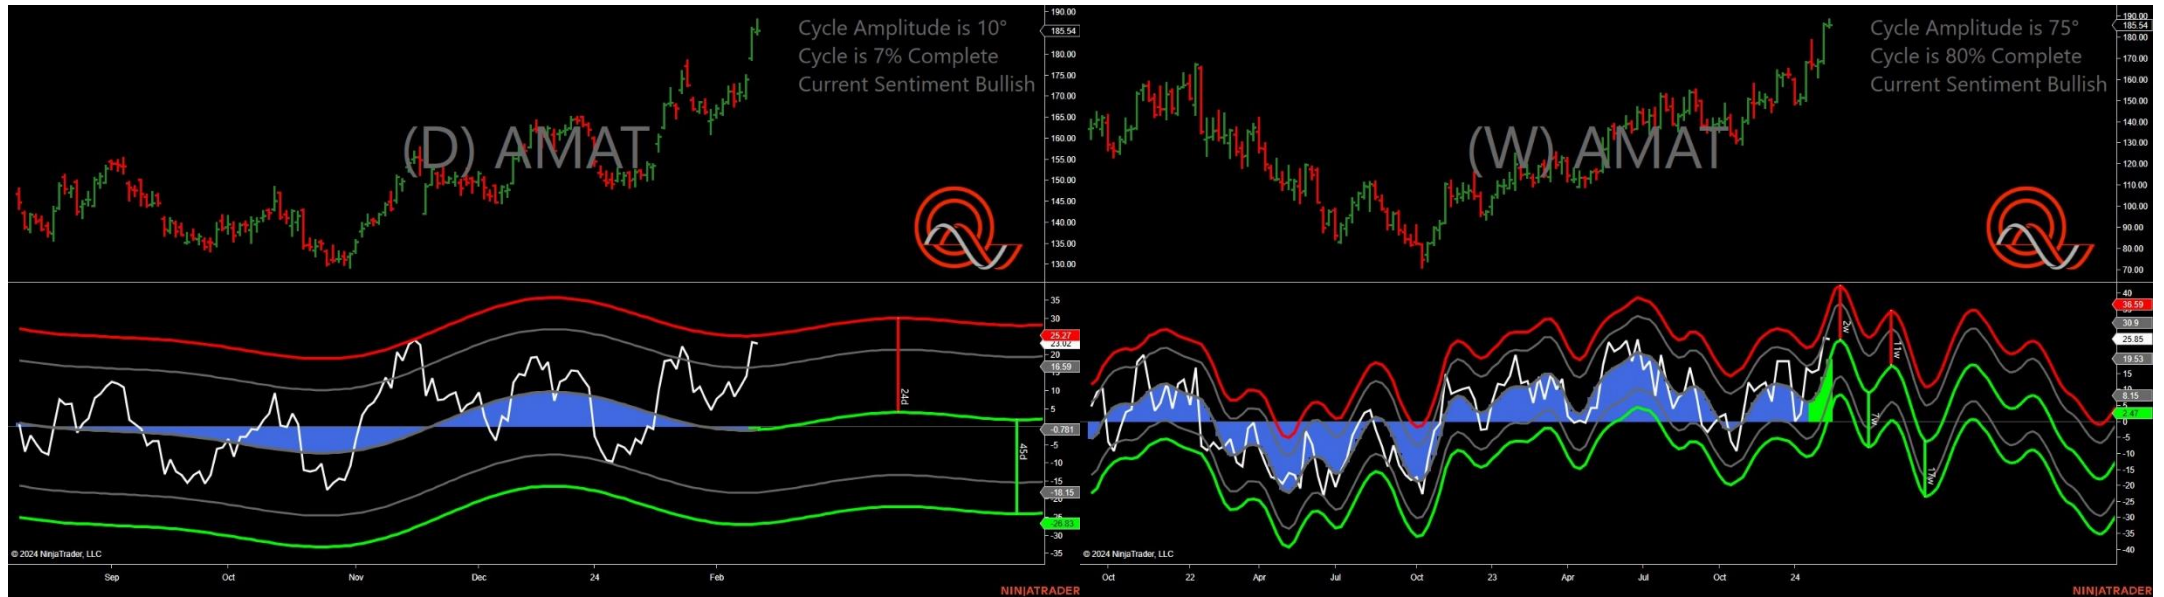 Cycle Amplitude is 10°
Cycle is 7% Complete
Current Sentiment Bullish
(D) AMAT
190.00
185.54
180.00
175.00
170.00
165.00
160.00
155.00
150.00
145.00
140.00
135.00
130.00
35
30
25.27
23.02
20
16.59
10
5
-0.781
-5
-10
-15
-18.15
-26.83
-30
-35
24d
45d
© 2024 NinjaTrader, LLC
Sep
Oct
Nov
Dec
24
Feb
NINJATRADER
Cycle Amplitude is 75°
Cycle is 80% Complete
Current Sentiment Bullish
(W) AMAT
190.00
185.54
180.00
170.00
160.00
150.00
140.00
130.00
120.00
110.00
100.00
90.00
80.00
70.00
40
36.59
30.9
25.85
19.53
15
8.15
2.47
0
-5
-10
-15
-20
-25
-30
-35
-40
2w
11w
7w
17w
© 2024 NinjaTrader, LLC
Oct
22
Apr
Jul
Oct
23
Apr
Jul
Oct
24
NINJATRADER